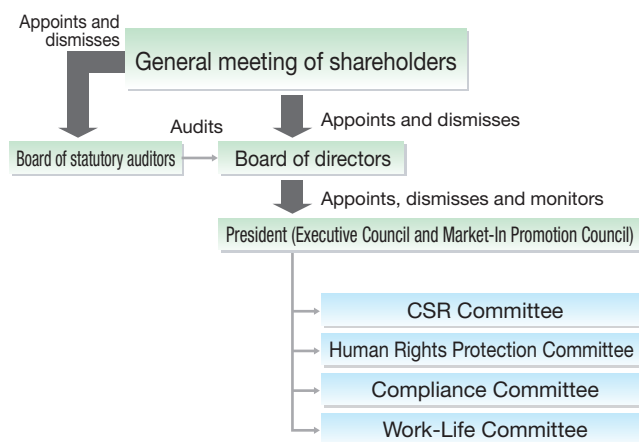 Appoints and
dismisses
General meeting of shareholders
Audits
Appoints and dismisses
Board of statutory auditors
Board of directors
Appoints, dismisses and monitors
President (Executive Council and Market-In Promotion Council)
CSR Committee
Human Rights Protection Committee
Compliance Committee
Work-Life Committee